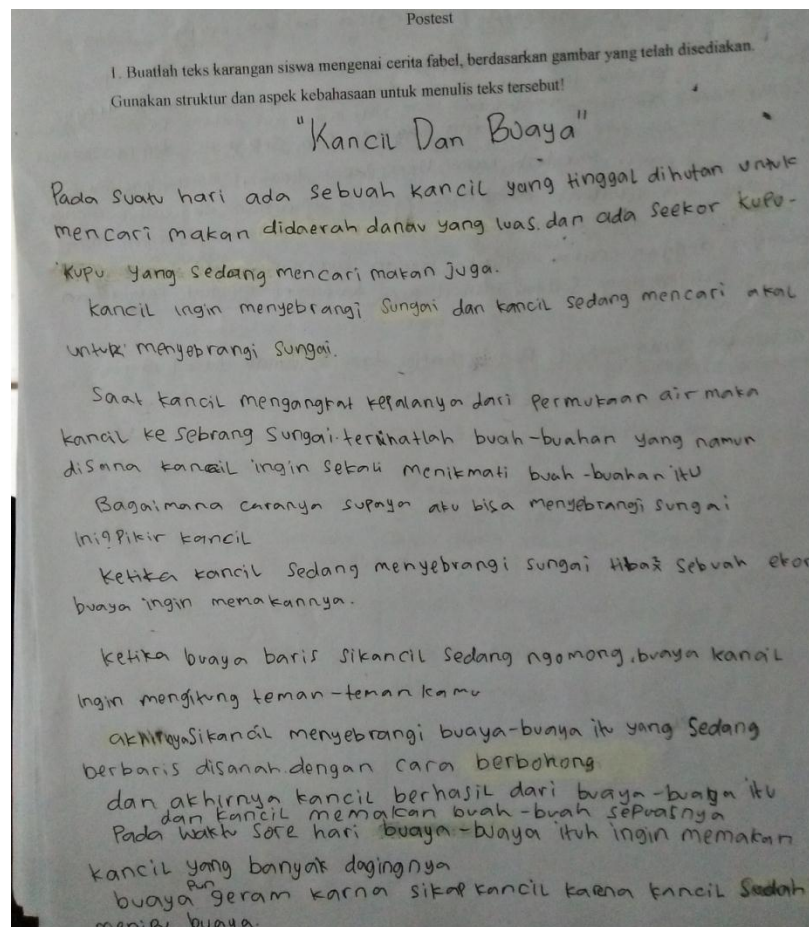 Postest
1. Buatlah teks karangan siswa mengenai cerita fabel, berdasarkan gambar yang telah disediakan.
Gunakan struktur dan aspek kebahasaan untuk menulis teks tersebut!
"Kancil Dan Buaya"
Pada suatu hari ada sebuah kancil yang tinggal dihutan untuk
mencari makan didaerah danau yang luas. dan ada seekor kupu-
kupu yang sedang mencari makan juga.
kancil ingin menyebrangi sungai dan kancil sedang mencari akal
untuk menyebrangi sungai.
Saat kancil mengangkat kepalanya dari permukaan air maka
kancil ke sebrang sungai. terlihatlah buah-buahan yang namun
disana kancil ingin sekali menikmati buah-buahan itu
Bagaimana caranya supaya aku bisa menyebrangi sungai
ini? Pikir kancil
Ketika kancil sedang menyebrangi sungai tiba² sebuah ekor
buaya ingin memakannya.
Ketika buaya baris sikancil sedang ngomong, buaya kancil
ingin mengitung teman-teman kamu
akhirnya sikancil menyebrangi buaya-buaya itu yang sedang
berbaris disanah. dengan cara berbohong.
dan akhirnya kancil berhasil dari buaya-buaya itu
dan kancil memakan buah-buah sepuasnya
Pada waktu sore hari buaya-buaya ituh ingin memakan
kancil yang banyak dagingnya
buaya pun geram karna sikap kancil karna kancil sudah
buaya.